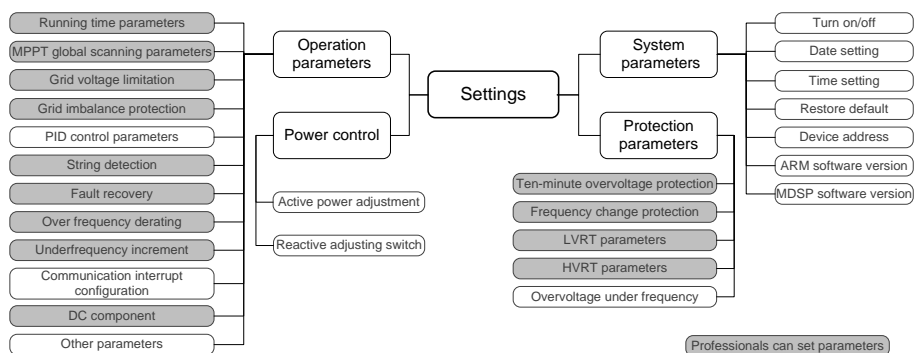 Running time parameters
MPPT global scanning parameters
Grid voltage limitation
Grid imbalance protection
PID control parameters
String detection
Fault recovery
Over frequency derating
Underfrequency increment
Communication interrupt
configuration
DC component
Other parameters
Operation
parameters
Power control
Active power adjustment
Reactive adjusting switch
Settings
System
parameters
Protection
parameters
Ten-minute overvoltage protection
Frequency change protection
LVRT parameters
HVRT parameters
Overvoltage under frequency
Turn on/off
Date setting
Time setting
Restore default
Device address
ARM software version
MDSP software version
Professionals can set parameters